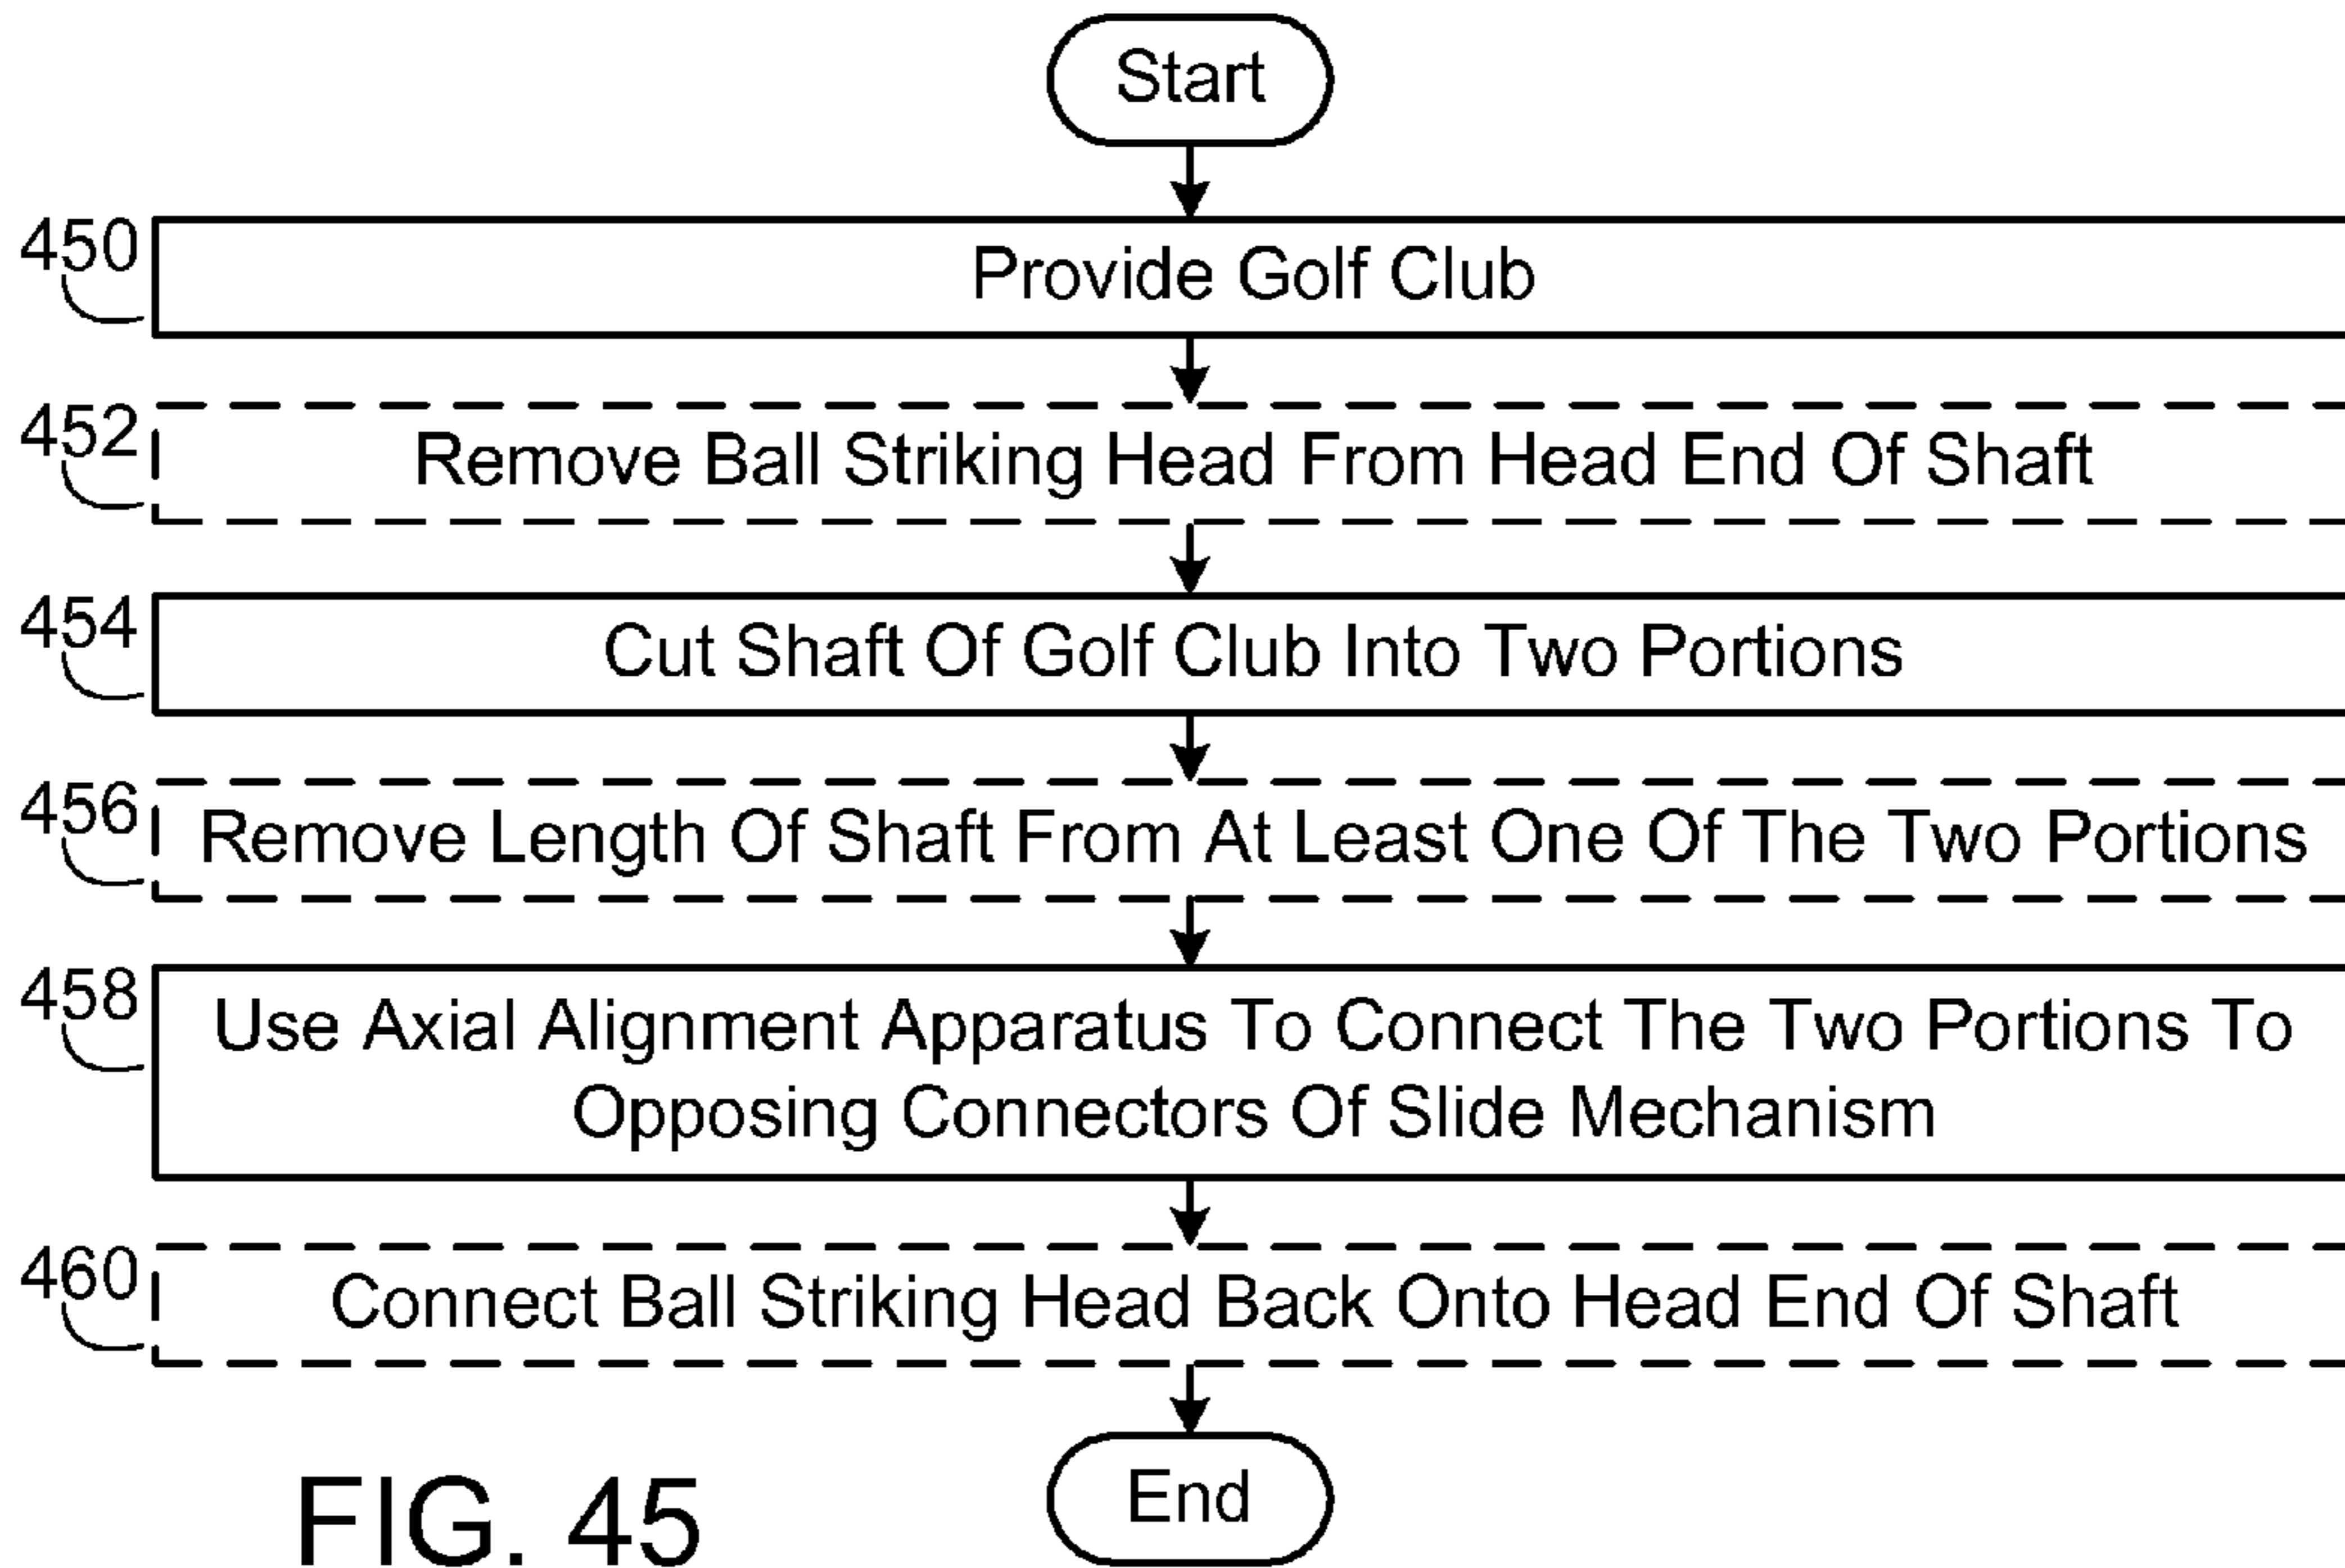 Start
450
Provide Golf Club
452
Remove Ball Striking Head From Head End Of Shaft
454
Cut Shaft Of Golf Club Into Two Portions
456
Remove Length Of Shaft From At Least One Of The Two Portions
458
Use Axial Alignment Apparatus To Connect The Two Portions To
Opposing Connectors Of Slide Mechanism
460
Connect Ball Striking Head Back Onto Head End Of Shaft
End
FIG. 45